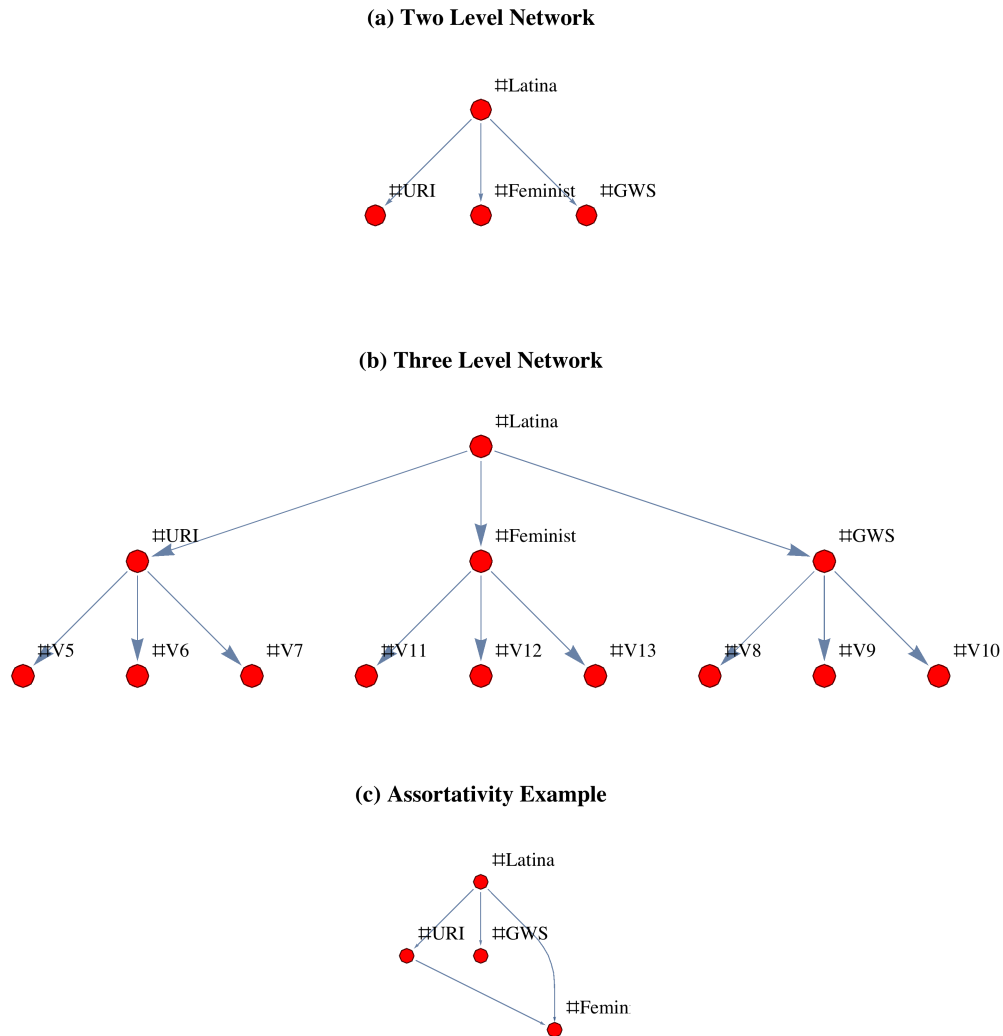 (a) Two Level Network
#Latina
#URI #Feminist #GWS
(b) Three Level Network
#Latina
#URI #Feminist #GWS
#V5 #V6 #V7 #V11 #V12 #V13 #V8 #V9 #V10
(c) Assortativity Example
#Latina
#URI #GWS
#Femin